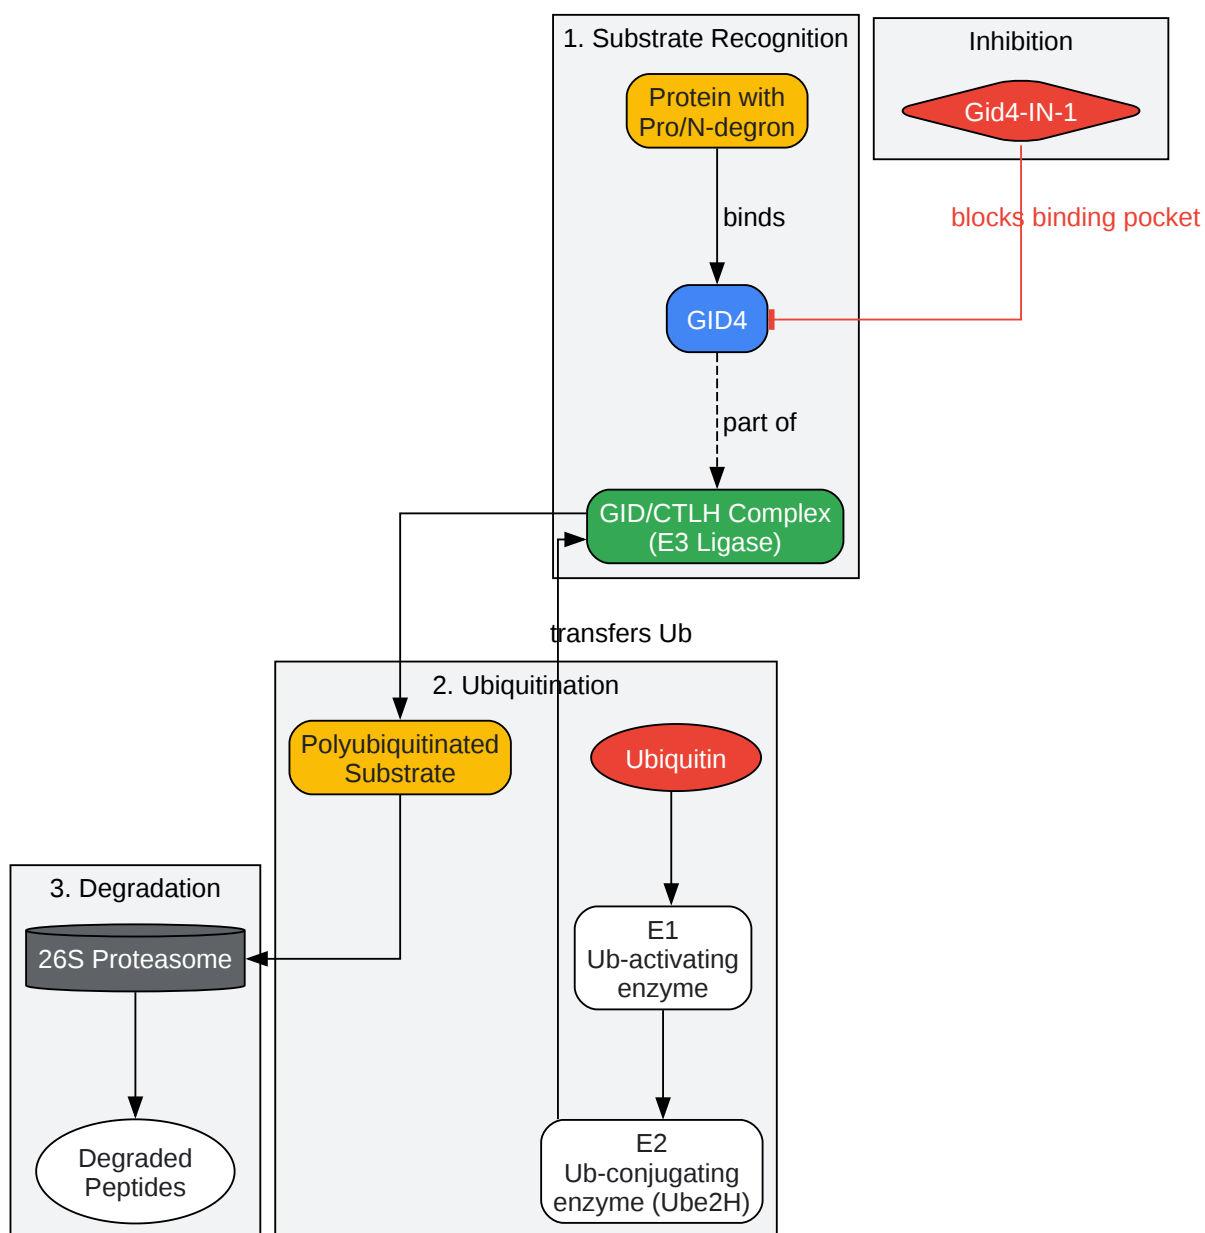 1. Substrate Recognition
Inhibition
Protein with
Pro/N-degron
Gid4-IN-1
binds
blocks binding pocket
GID4
part of
GID/CTLH Complex
(E3 Ligase)
transfers Ub
2. Ubiquitination
Polyubiquitinated
Substrate
Ubiquitin
3. Degradation
26S Proteasome
E1
Ub-activating
enzyme
Degraded
Peptides
E2
Ub-conjugating
enzyme (Ube2H)